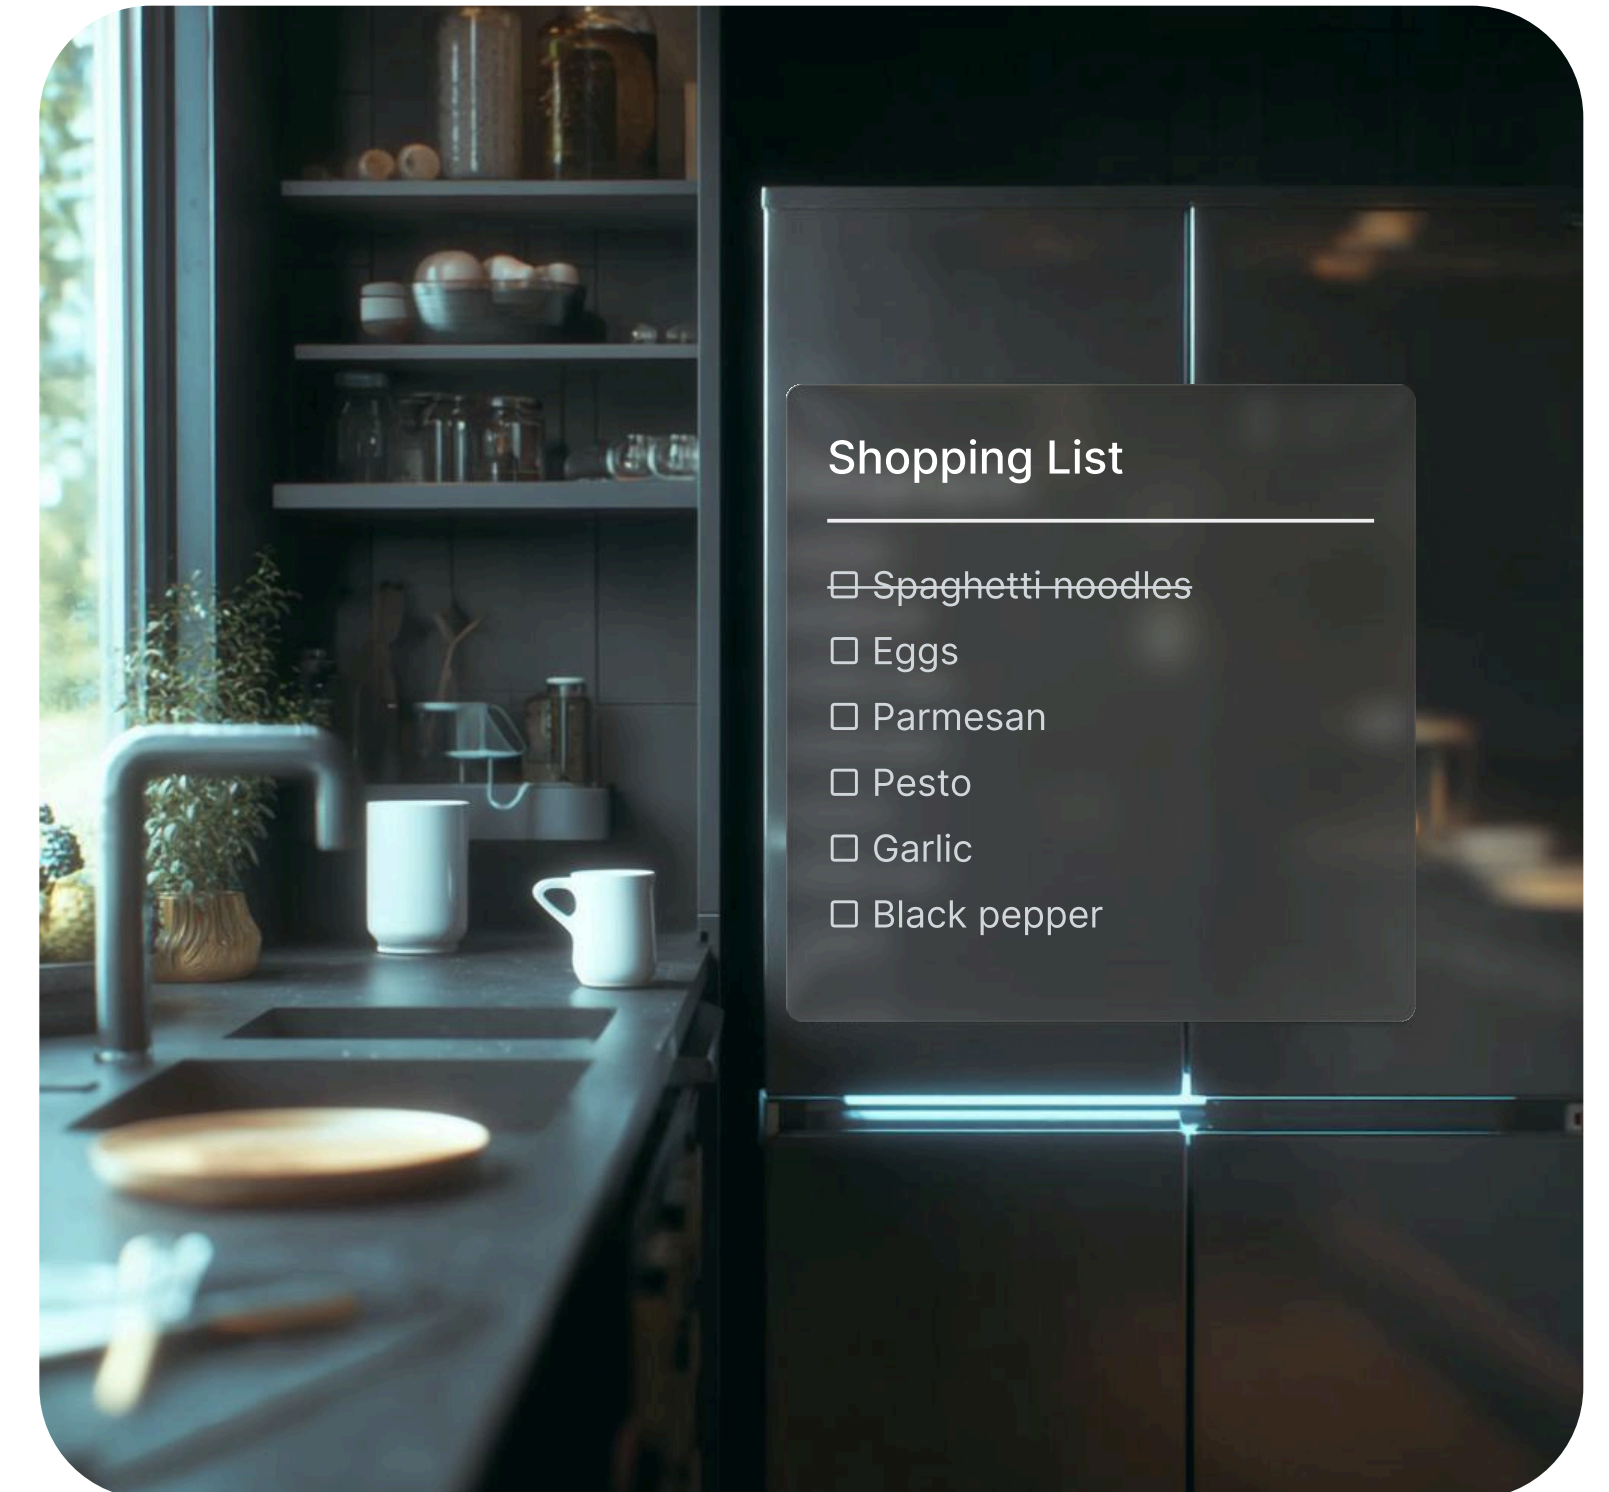 Shopping List
Spaghetti noodles
Eggs
Parmesan
Pesto
Garlic
Black pepper